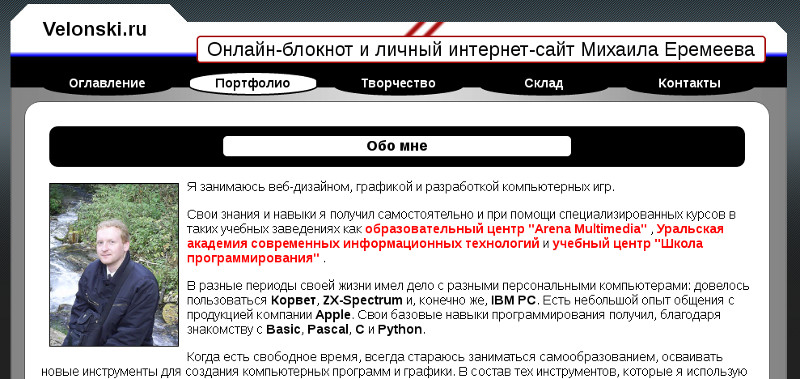 Velonski.ru
Онлайн-блокнот и личный интернет-сайт Михаила Еремеева
Оглавление Портфолио Творчество Склад Контакты
Обо мне
Я занимаюсь веб-дизайном, графикой и разработкой компьютерных игр.
Свои знания и навыки я получил самостоятельно и при помощи специализированных курсов в
таких учебных заведениях как образовательный центр "Arena Multimedia" , Уральская
академия современных информационных технологий и учебный центр "Школа
программирования" .
В разные периоды своей жизни имел дело с разными персональными компьютерами: довелось
пользоваться Корвет, ZX-Spectrum и, конечно же, IBM PC. Есть небольшой опыт общения с
продукцией компании Apple. Свои базовые навыки программирования получил, благодаря
знакомству с Basic, Pascal, C и Python.
Когда есть свободное время, всегда стараюсь заниматься самообразованием, осваивать
новые инструменты для создания компьютерных программ и графики. В состав тех инструментов, которые я использую